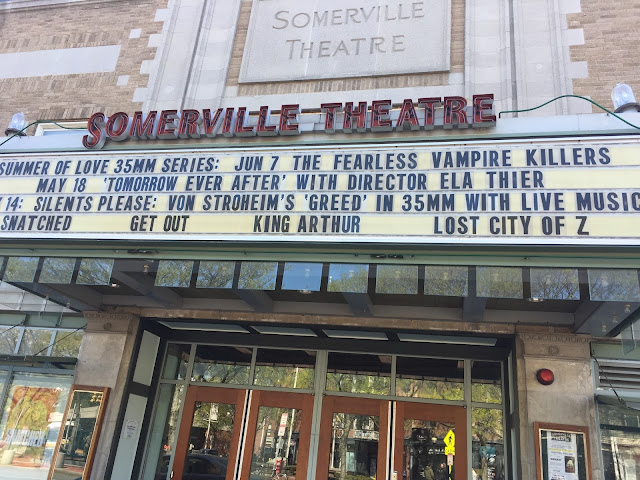 SOMERVILLE
THEATRE
SOMERVILLE THEATRE
SUMMER OF LOVE 35MM SERIES: JUN 7 THE FEARLESS VAMPIRE KILLERS
MAY 18 'TOMORROW EVER AFTER' WITH DIRECTOR ELA THIER
14: SILENTS PLEASE: VON STROHEIM'S 'GREED' IN 35MM WITH LIVE MUSIC
SNATCHED GET OUT KING ARTHUR LOST CITY OF Z